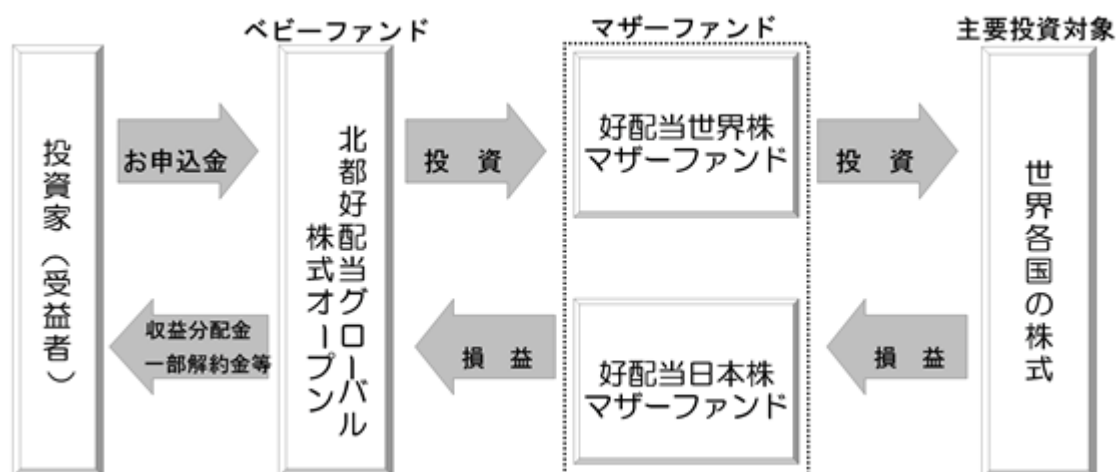 ベビーファンド
マザーファンド
主要投資対象
投資家（受益者）
お申込金
収益分配金
一部解約金等
北都好配当グローバル
株式オープン
投　資
損　益
好配当世界株
マザーファンド
好配当日本株
マザーファンド
投　資
損　益
世界各国の株式